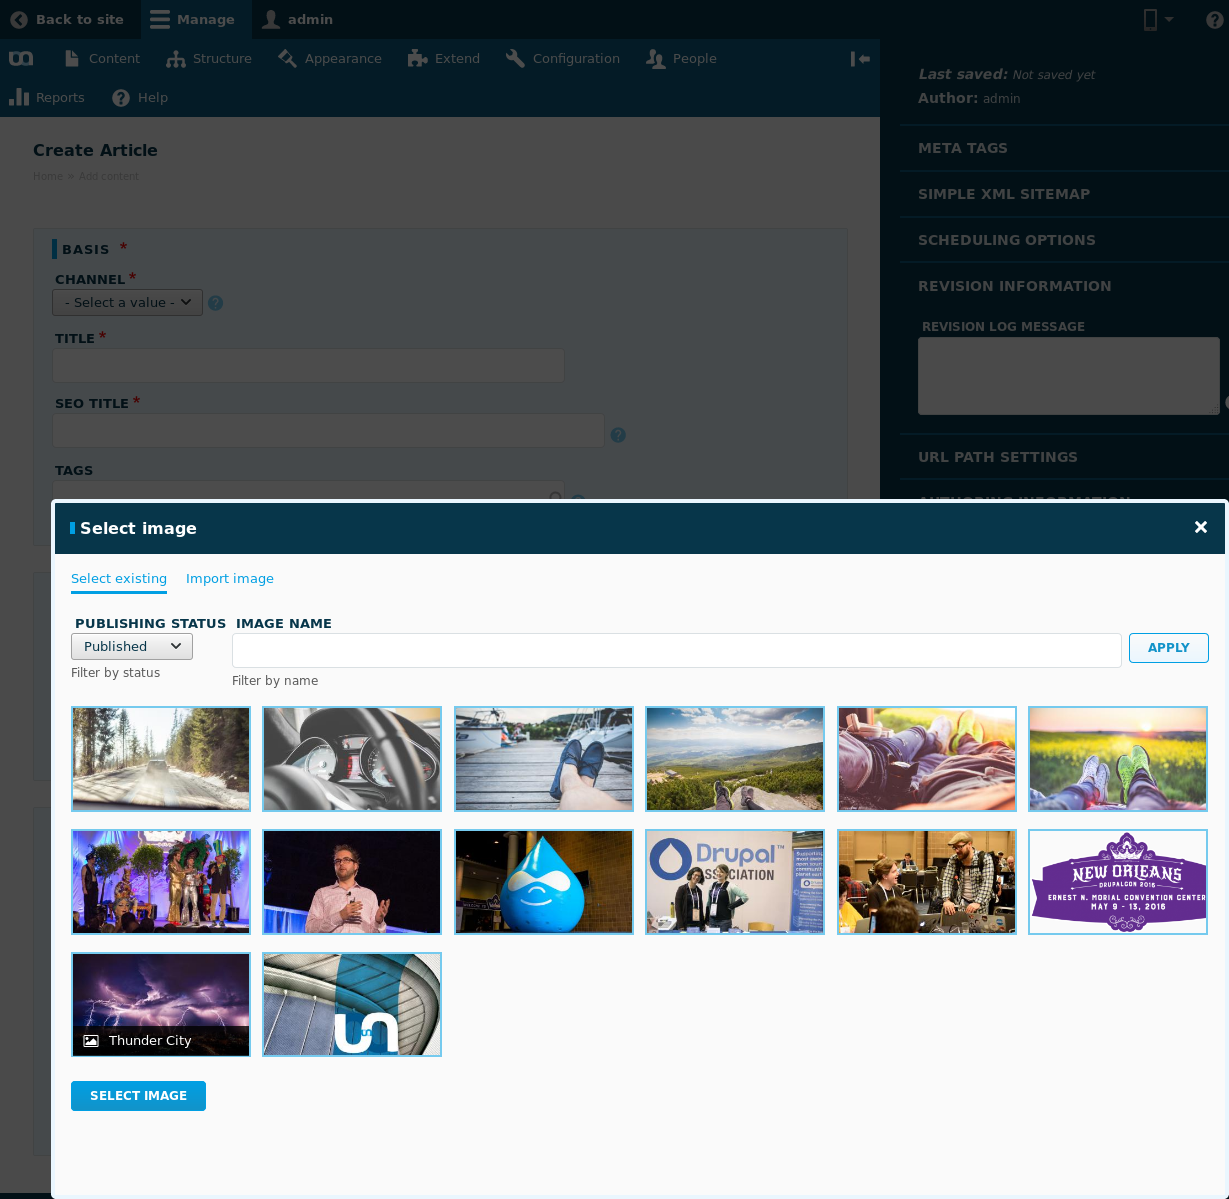 Back to site
Manage
admin
Content
Structure
Appearance
Extend
Configuration
People
Reports
Help
Last saved: Not saved yet
Author: admin
META TAGS
SIMPLE XML SITEMAP
SCHEDULING OPTIONS
REVISION INFORMATION
REVISION LOG MESSAGE
URL PATH SETTINGS
AUTHORING INFORMATION
Create Article
Home » Add content
BASIS *
CHANNEL *
- Select a value -
TITLE *
SEO TITLE *
TAGS
Select image
Select existing
Import image
PUBLISHING STATUS
IMAGE NAME
Published
APPLY
Filter by status
Filter by name
Drupal™
ASSOCIATION
NEW ORLEANS
DRUPALCON 2016
ERNEST N. MORIAL CONVENTION CENTER
MAY 9 - 13, 2016
Thunder City
SELECT IMAGE